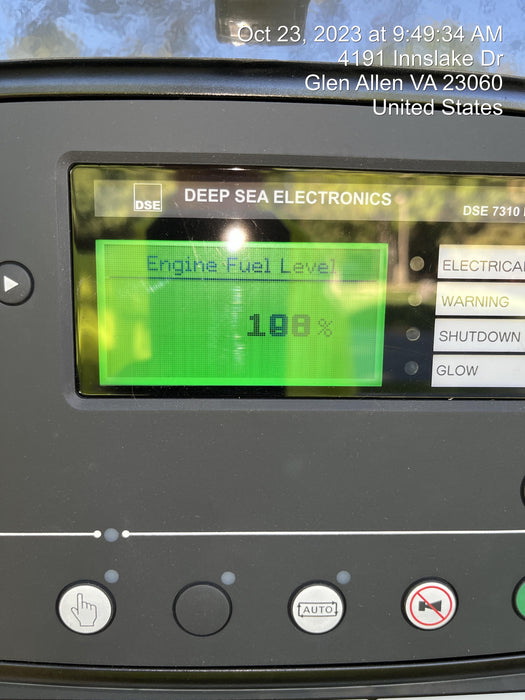 Oct 23, 2023 at 9:49:34 AM
4191 Innslake Dr
Glen Allen VA 23060
United States
DSE
DEEP SEA ELECTRONICS
DSE 7310
Engine Fuel Level
%
ELECTRICAL
WARNING
SHUTDOWN
GLOW
AUTO